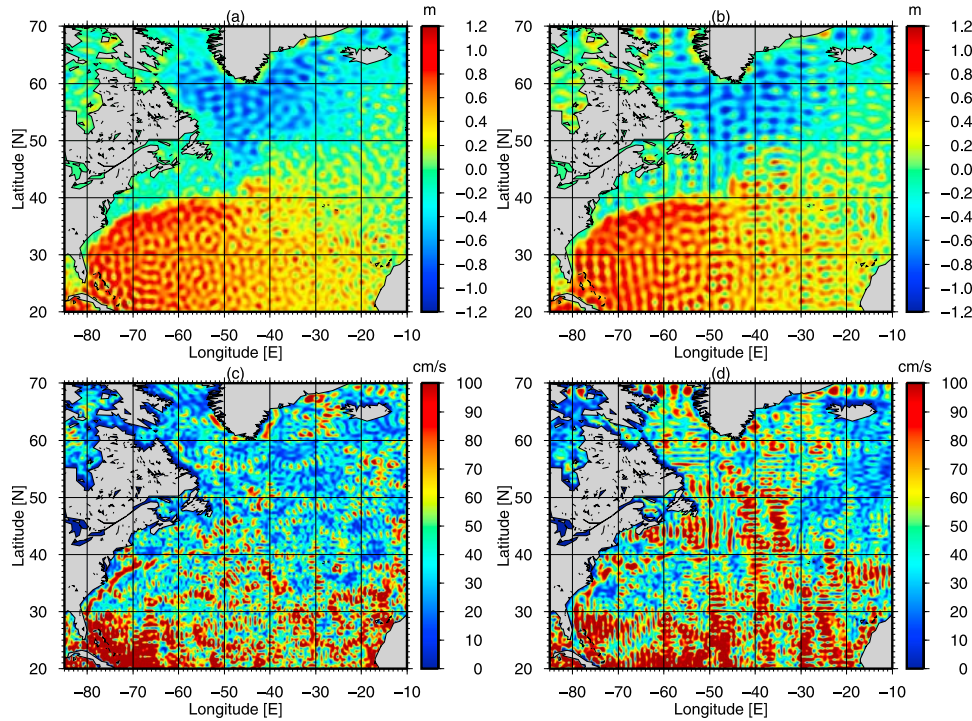 (a) m (b) m
70 1.2 70 1.2
1.0 1.0
60 0.8 60 0.8
0.6 0.6
50 0.4 50 0.4
0.2 0.2
Latitude [N] 0.0 Latitude [N] 0.0
40 −0.2 40 −0.2
−0.4 −0.4
30 −0.6 30 −0.6
−0.8 −0.8
−1.0 −1.0
20 −1.2 20 −1.2
−80 −70 −60 −50 −40 −30 −20 −10 −80 −70 −60 −50 −40 −30 −20 −10
Longitude [E] Longitude [E]
(c) cm/s (d) cm/s
70 100 70 100
90 90
60 80 60 80
70 70
50 60 50 60
Latitude [N] 50 Latitude [N] 50
40 40 40 40
30 30
30 20 30 20
10 10
20 0 20 0
−80 −70 −60 −50 −40 −30 −20 −10 −80 −70 −60 −50 −40 −30 −20 −10
Longitude [E] Longitude [E]